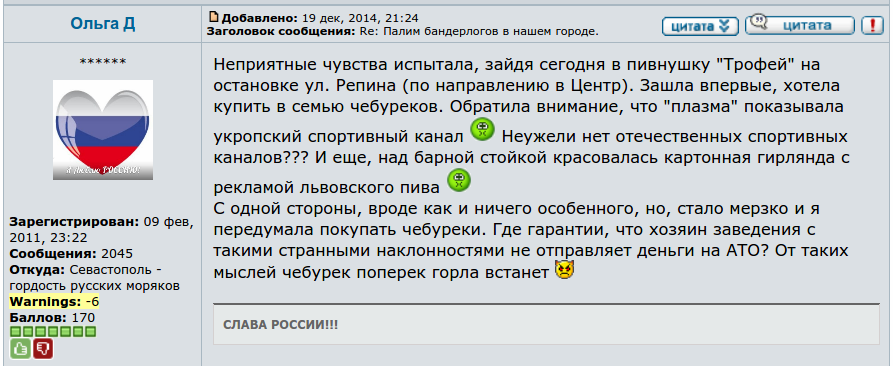 Ольга Д
Добавлено: 19 дек, 2014, 21:24
Заголовок сообщения: Re: Палим бандерлогов в нашем городе.
цитата
цитата
******
Я Люблю РОССИЮ!
Зарегистрирован: 09 фев,
2011, 23:22
Сообщения: 2045
Откуда: Севастополь -
гордость русских моряков
Warnings: -6
Баллов: 170
Неприятные чувства испытала, зайдя сегодня в пивнушку "Трофей" на
остановке ул. Репина (по направлению в Центр). Зашла впервые, хотела
купить в семью чебуреков. Обратила внимание, что "плазма" показывала
укропский спортивный канал Неужели нет отечественных спортивных
каналов??? И еще, над барной стойкой красовалась картонная гирлянда с
рекламой львовского пива
С одной стороны, вроде как и ничего особенного, но, стало мерзко и я
передумала покупать чебуреки. Где гарантии, что хозяин заведения с
такими странными наклонностями не отправляет деньги на АТО? От таких
мыслей чебурек поперек горла встанет
СЛАВА РОССИИ!!!